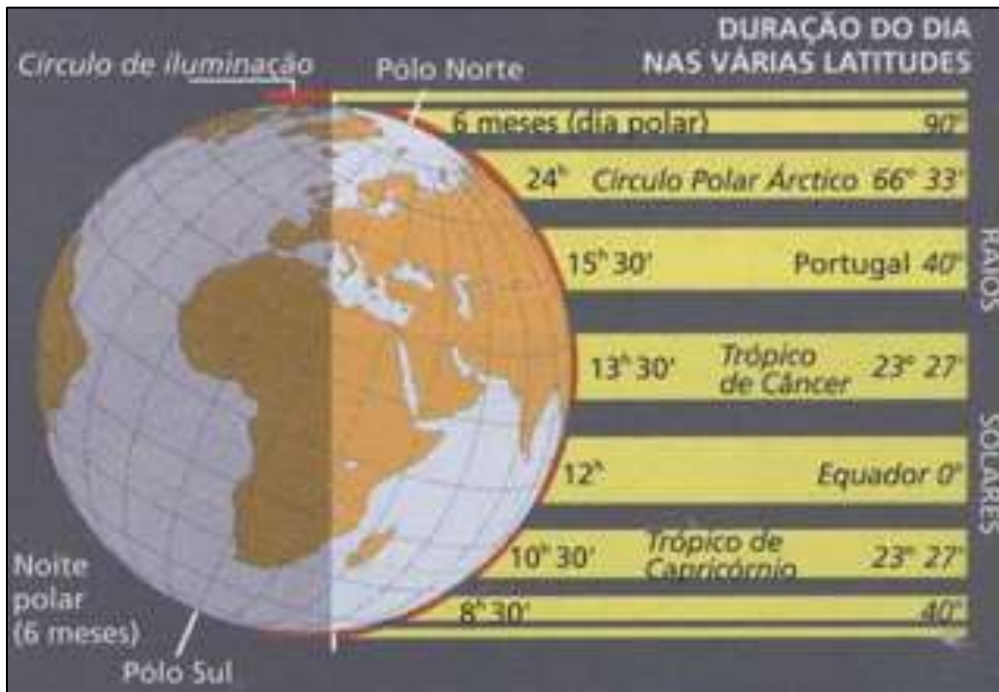 DURAÇÃO DO DIA
NAS VÁRIAS LATITUDES
Círculo de iluminação
Pólo Norte
6 meses (dia polar) 90°
24ʰ Círculo Polar Árctico 66° 33'
15ʰ 30' Portugal 40°
13ʰ 30' Trópico
de Câncer 23° 27'
12ʰ Equador 0°
10ʰ 30' Trópico de
Capricórnio 23° 27'
8ʰ 30' 40°
RAIOS
SOLARES
Noite
polar
(6 meses)
Pólo Sul